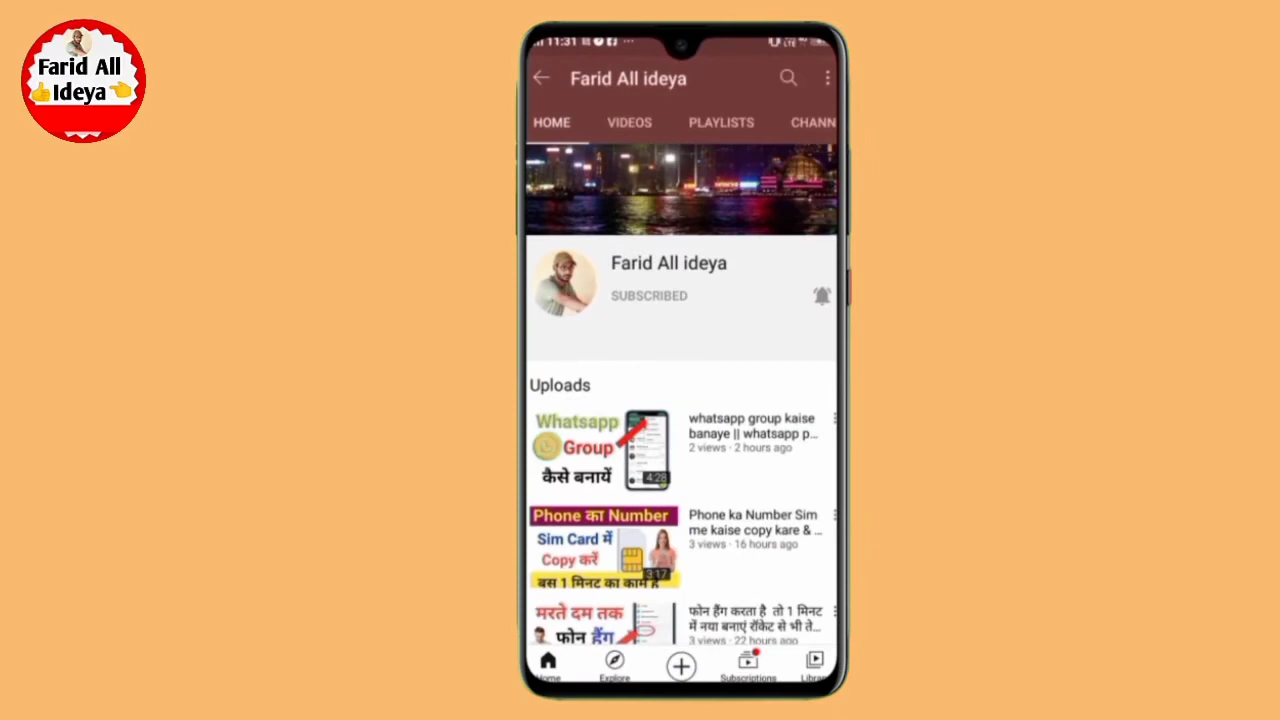 Farid All
Ideya
11:31
Farid All ideya
HOME VIDEOS PLAYLISTS CHANN
Farid All ideya
SUBSCRIBED
Uploads
Whatsapp
Group
कैसे बनायें
4:28
whatsapp group kaise
banaye || whatsapp p...
2 views · 2 hours ago
Phone का Number
Sim Card में
Copy करें
बस 1 मिनट का काम है
3:17
Phone ka Number Sim
me kaise copy kare & ...
3 views · 16 hours ago
मरते दम तक
फोन हैंग
फोन हैंग करता है तो 1 मिनट
में नया बनाएं रॉकेट से भी ते...
3 views · 22 hours ago
Home Explore Subscriptions Librar